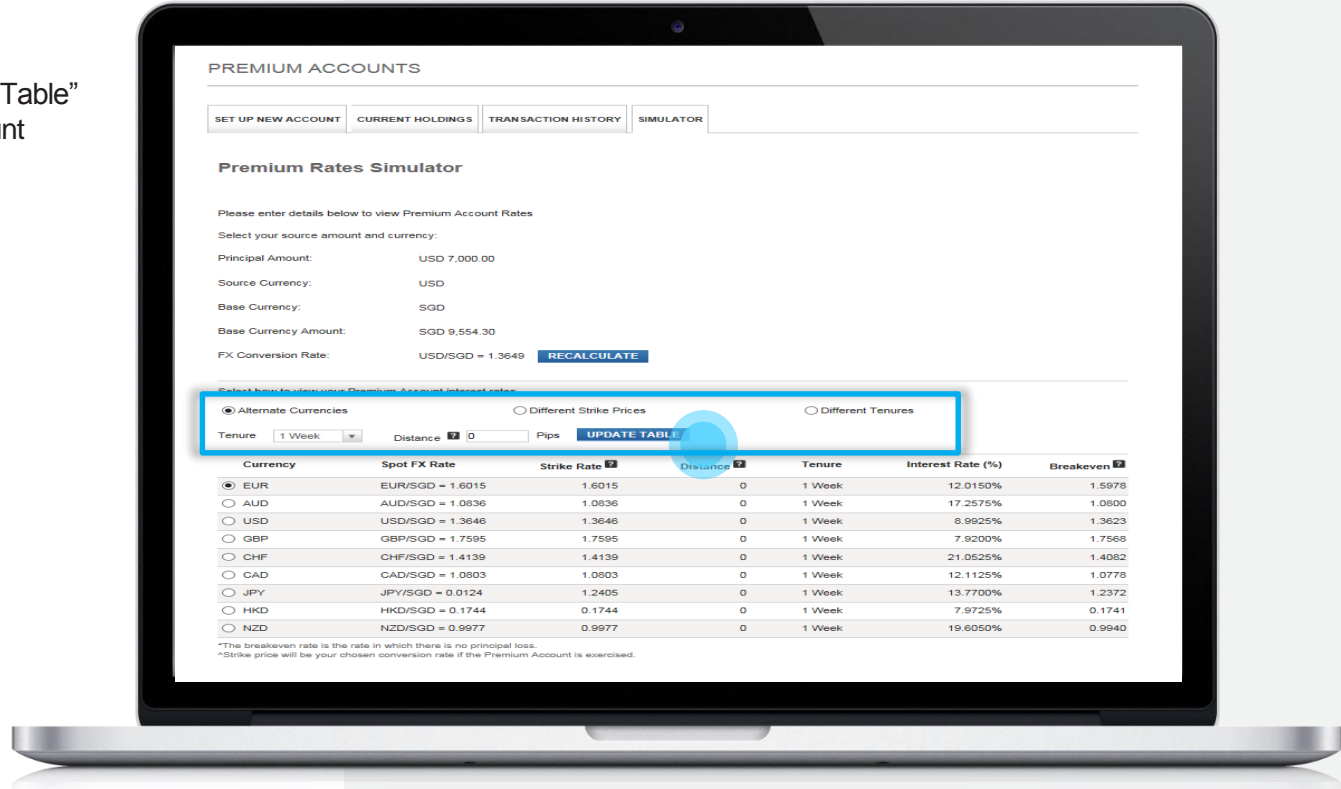 Table”
nt
PREMIUM ACCOUNTS
SET UP NEW ACCOUNT CURRENT HOLDINGS TRANSACTION HISTORY SIMULATOR
Premium Rates Simulator
Please enter details below to view Premium Account Rates
Select your source amount and currency:
Principal Amount: USD 7,000.00
Source Currency: USD
Base Currency: SGD
Base Currency Amount: SGD 9,554.30
FX Conversion Rate: USD/SGD = 1.3649 RECALCULATE
Select how to view your Premium Account interest rates
Alternate Currencies Different Strike Prices Different Tenures
Tenure 1 Week Distance ? 0 Pips UPDATE TABLE
Currency Spot FX Rate Strike Rate ? Distance ? Tenure Interest Rate (%) Breakeven ?
EUR EUR/SGD = 1.6015 1.6015 0 1 Week 12.0150% 1.5978
AUD AUD/SGD = 1.0836 1.0836 0 1 Week 17.2575% 1.0800
USD USD/SGD = 1.3646 1.3646 0 1 Week 8.9925% 1.3623
GBP GBP/SGD = 1.7595 1.7595 0 1 Week 7.9200% 1.7568
CHF CHF/SGD = 1.4139 1.4139 0 1 Week 21.0525% 1.4082
CAD CAD/SGD = 1.0803 1.0803 0 1 Week 12.1125% 1.0778
JPY JPY/SGD = 0.0124 1.2405 0 1 Week 13.7700% 1.2372
HKD HKD/SGD = 0.1744 0.1744 0 1 Week 7.9725% 0.1741
NZD NZD/SGD = 0.9977 0.9977 0 1 Week 19.6050% 0.9940
*The breakeven rate is the rate in which there is no principal loss.
^Strike price will be your chosen conversion rate if the Premium Account is exercised.